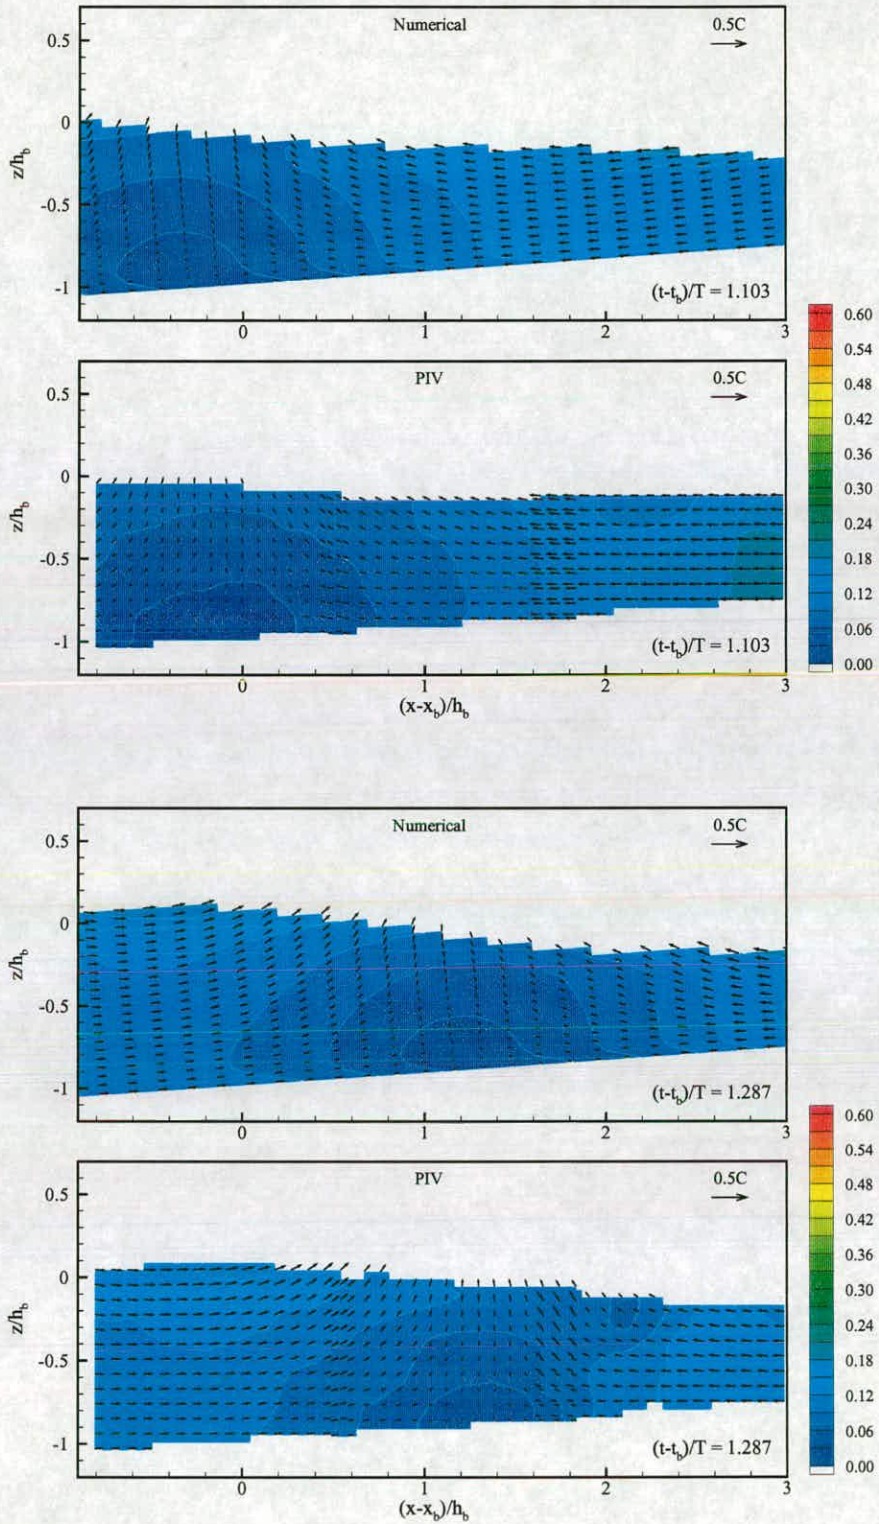 Numerical
0.5C
0.5
0
-0.5
-1
z/h_b
(t-t_b)/T = 1.103
0 1 2 3
PIV
0.5C
0.5
0
-0.5
-1
z/h_b
(t-t_b)/T = 1.103
0 1 2 3
(x-x_b)/h_b
0.60
0.54
0.48
0.42
0.36
0.30
0.24
0.18
0.12
0.06
0.00
Numerical
0.5C
0.5
0
-0.5
-1
z/h_b
(t-t_b)/T = 1.287
0 1 2 3
PIV
0.5C
0.5
0
-0.5
-1
z/h_b
(t-t_b)/T = 1.287
0 1 2 3
(x-x_b)/h_b
0.60
0.54
0.48
0.42
0.36
0.30
0.24
0.18
0.12
0.06
0.00